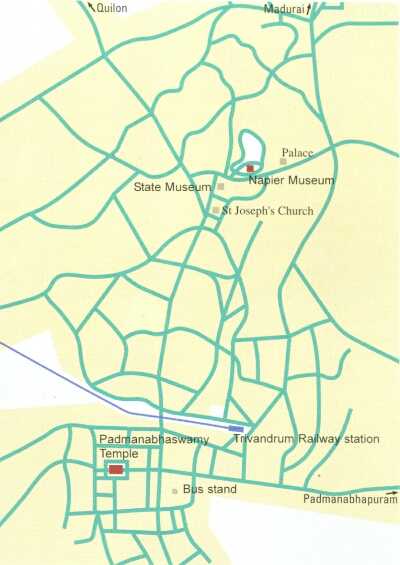 Quilon
Madurai
Palace
State Museum
Napier Museum
St Joseph's Church
Padmanabhaswamy
Temple
Trivandrum Railway station
Bus stand
Padmanabhapuram